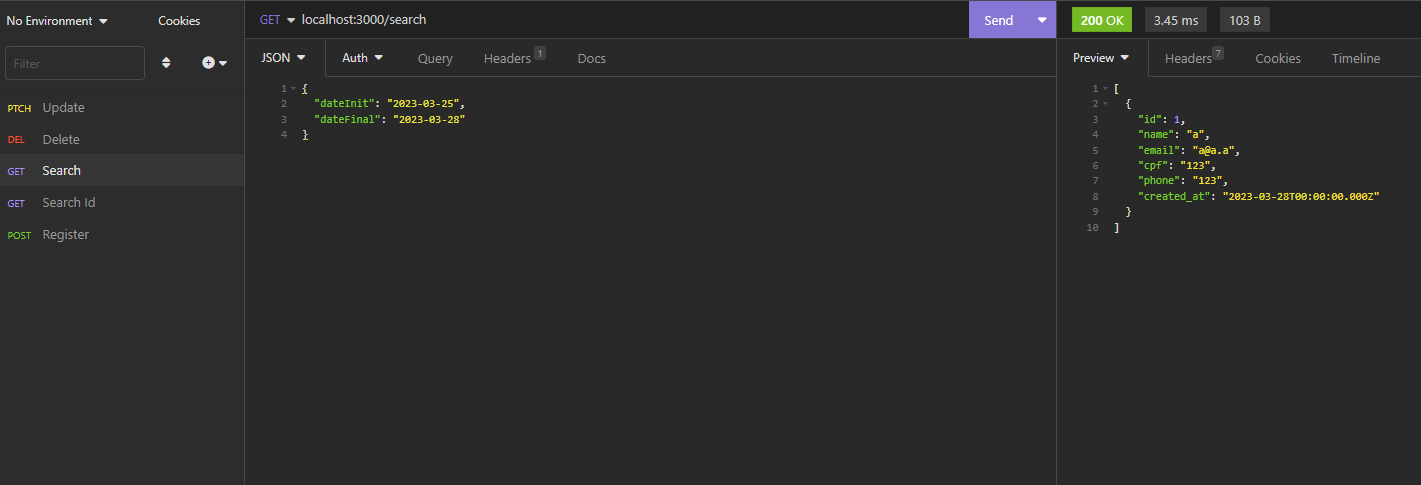 No Environment
Cookies
Filter
PTCH Update
DEL Delete
GET Search
GET Search Id
POST Register
GET localhost:3000/search
Send
JSON Auth Query Headers 1 Docs
1 {
2 "dateInit": "2023-03-25",
3 "dateFinal": "2023-03-28"
4 }
200 OK 3.45 ms 103 B
Preview Headers 7 Cookies Timeline
1 [
2 {
3 "id": 1,
4 "name": "a",
5 "email": "a@a.a",
6 "cpf": "123",
7 "phone": "123",
8 "created_at": "2023-03-28T00:00:00.000Z"
9 }
10 ]